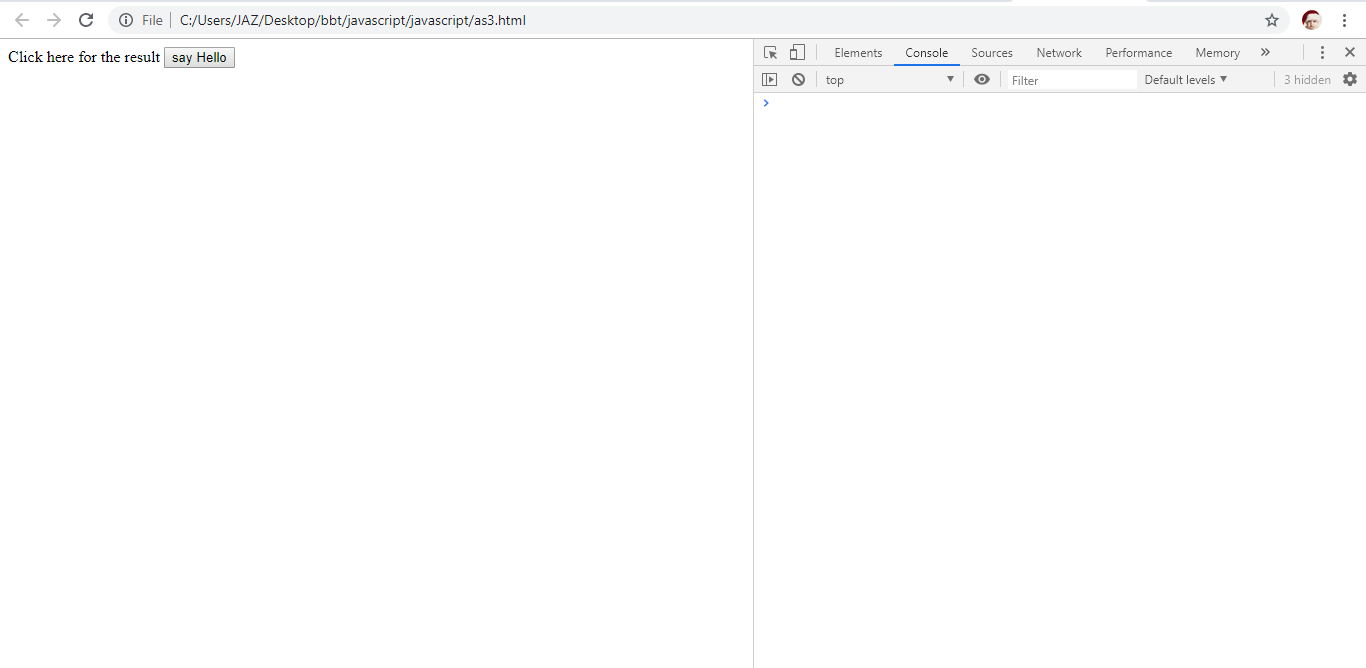 File C:/Users/JAZ/Desktop/bbt/javascript/javascript/as3.html
Click here for the result say Hello
Elements Console Sources Network Performance Memory »
top Filter Default levels 3 hidden